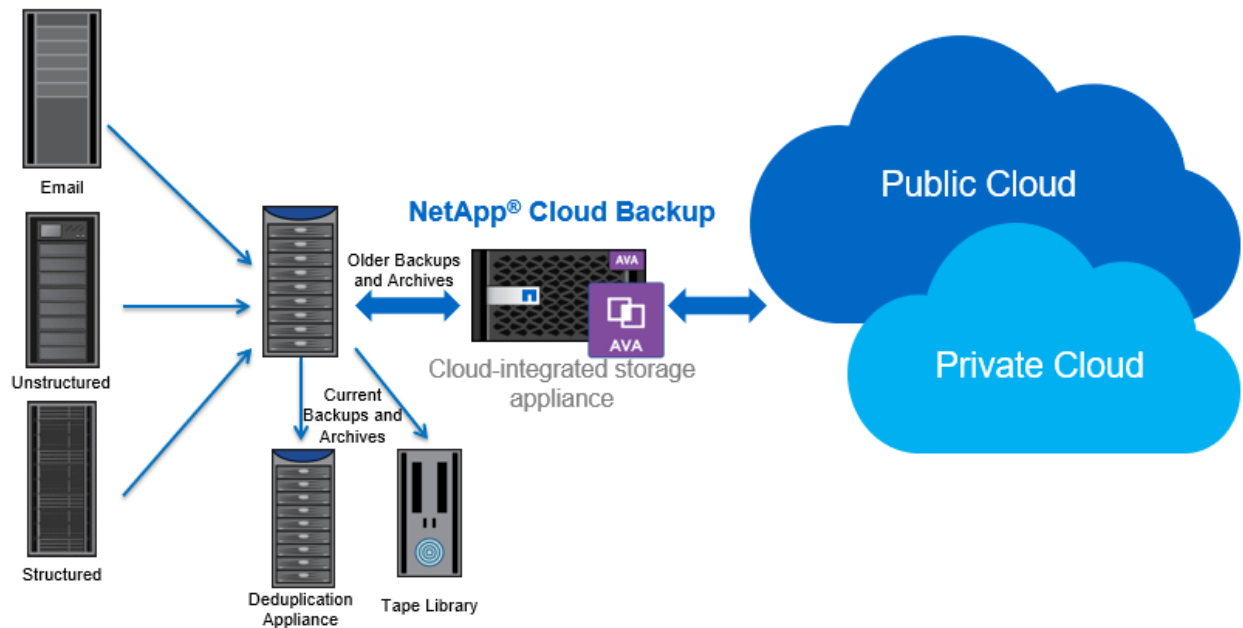 Email
Unstructured
Structured
Older Backups
and Archives
Current
Backups and
Archives
Deduplication
Appliance
Tape Library
NetApp® Cloud Backup
AVA
AVA
Cloud-integrated storage
appliance
Public Cloud
Private Cloud